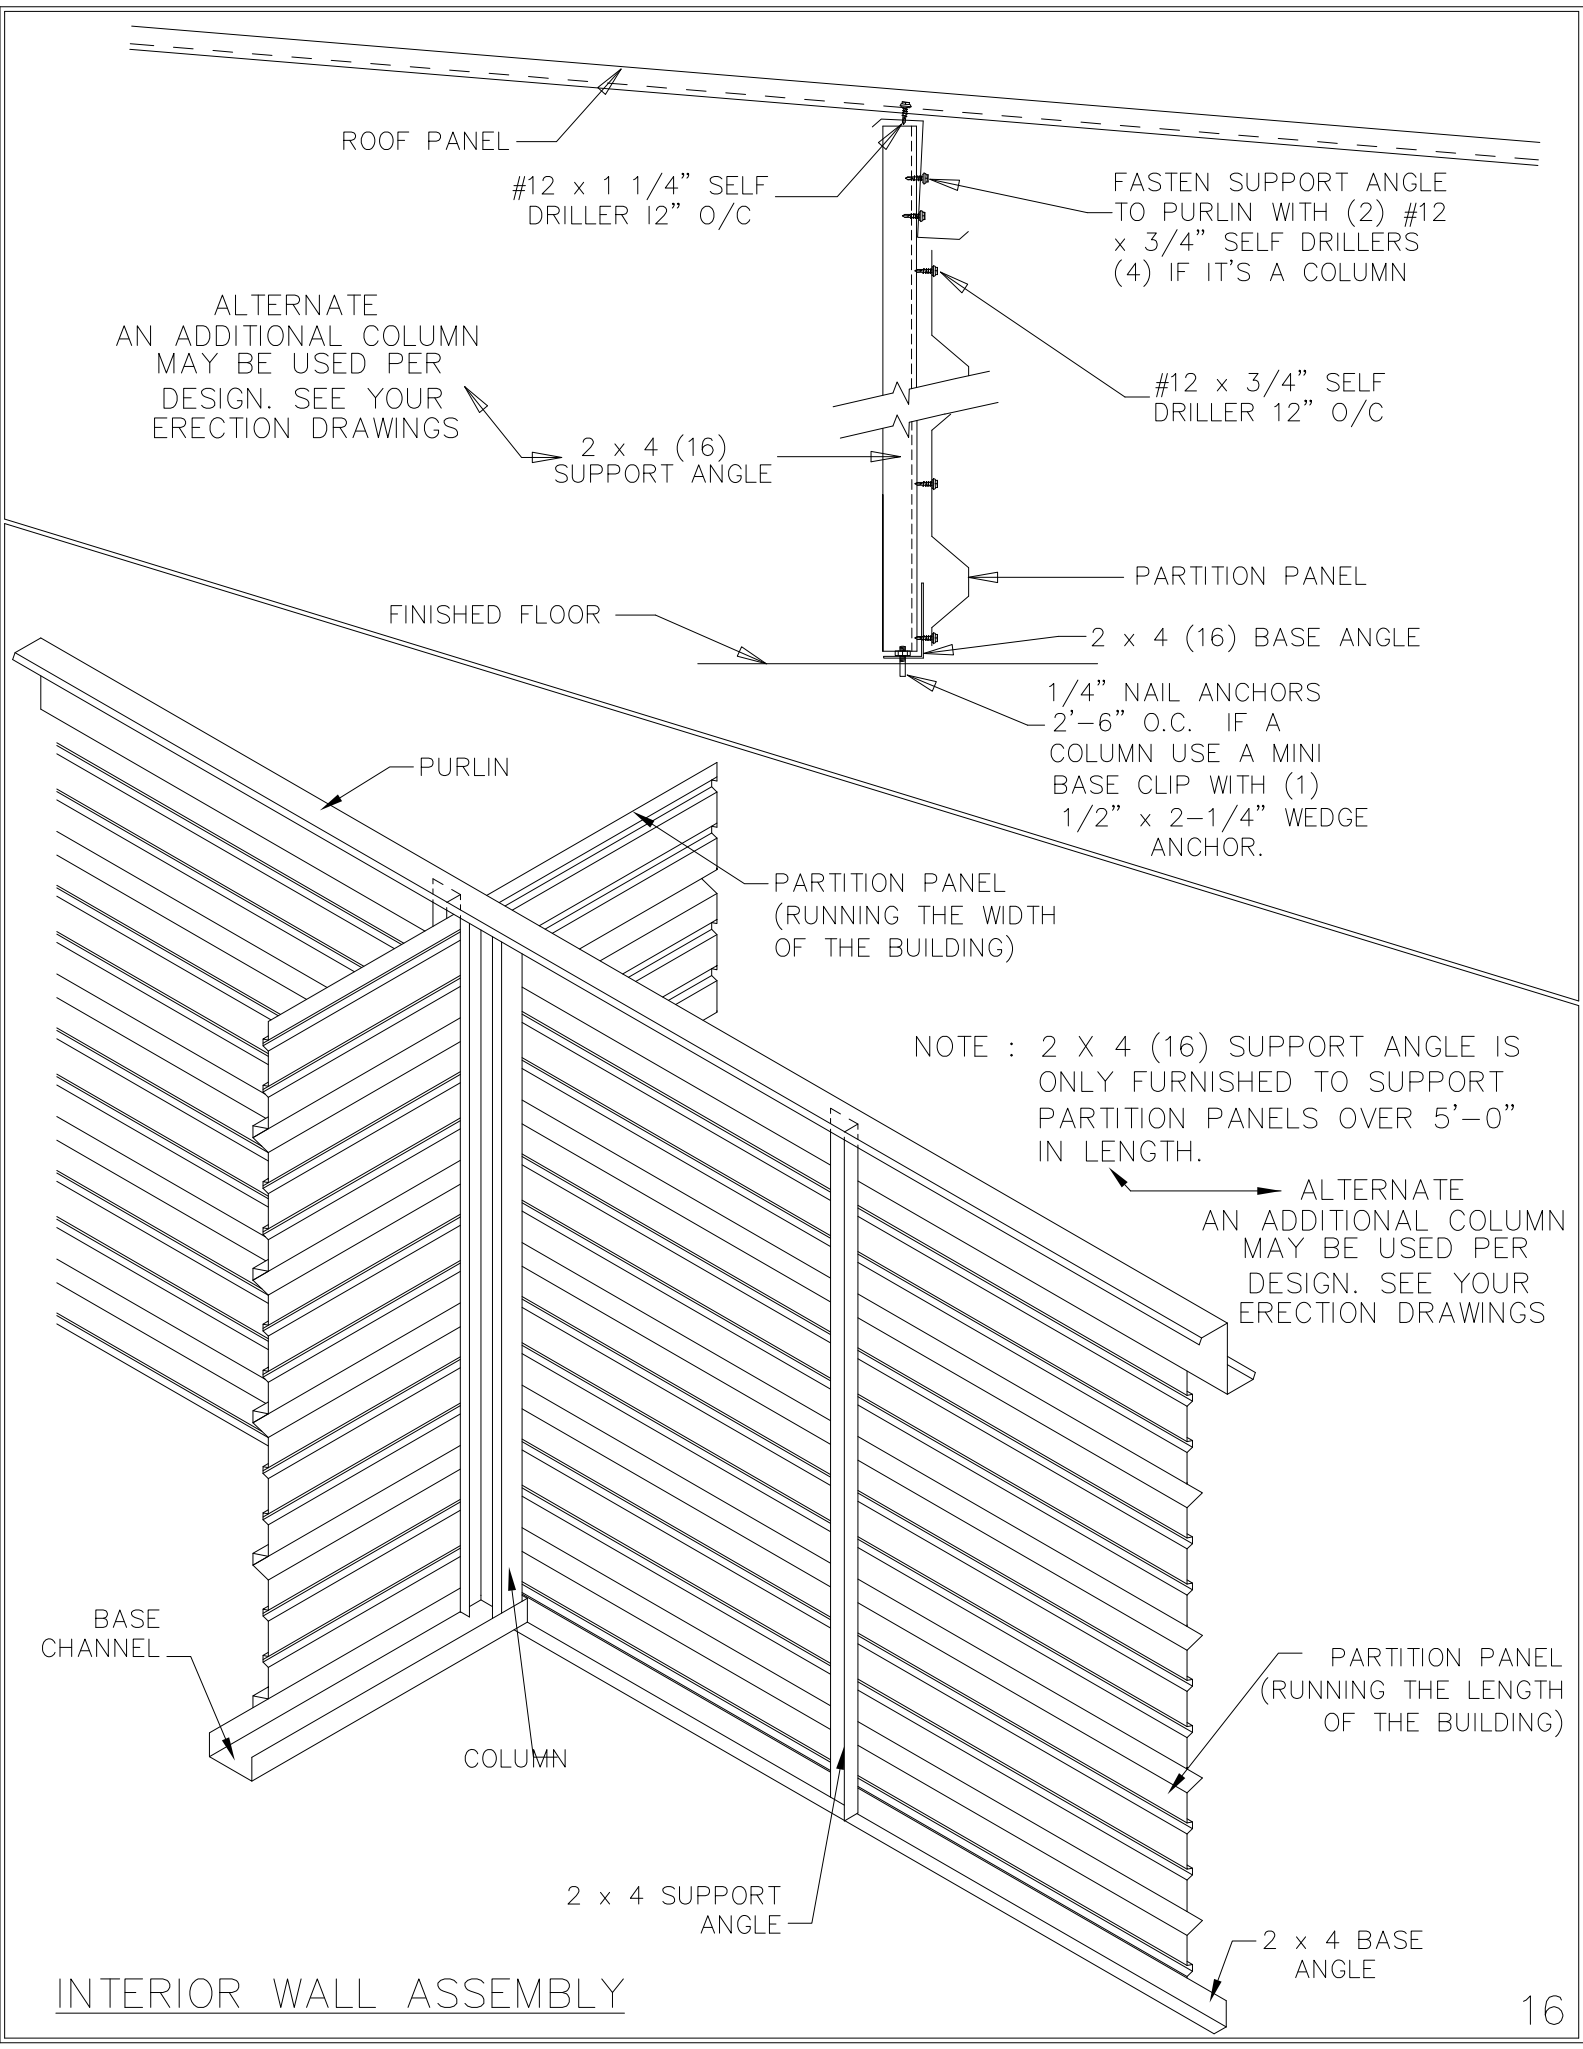 ROOF PANEL
#12 x 1 1/4" SELF
DRILLER 12" O/C
FASTEN SUPPORT ANGLE
TO PURLIN WITH (2) #12
x 3/4" SELF DRILLERS
(4) IF IT'S A COLUMN
ALTERNATE
AN ADDITIONAL COLUMN
MAY BE USED PER
DESIGN. SEE YOUR
ERECTION DRAWINGS
#12 x 3/4" SELF
DRILLER 12" O/C
2 x 4 (16)
SUPPORT ANGLE
PARTITION PANEL
FINISHED FLOOR
2 x 4 (16) BASE ANGLE
1/4" NAIL ANCHORS
2'-6" O.C. IF A
COLUMN USE A MINI
BASE CLIP WITH (1)
1/2" x 2-1/4" WEDGE
ANCHOR.
PURLIN
PARTITION PANEL
(RUNNING THE WIDTH
OF THE BUILDING)
NOTE : 2 X 4 (16) SUPPORT ANGLE IS
ONLY FURNISHED TO SUPPORT
PARTITION PANELS OVER 5'-0"
IN LENGTH.
ALTERNATE
AN ADDITIONAL COLUMN
MAY BE USED PER
DESIGN. SEE YOUR
ERECTION DRAWINGS
BASE
CHANNEL
COLUMN
PARTITION PANEL
(RUNNING THE LENGTH
OF THE BUILDING)
2 x 4 SUPPORT
ANGLE
2 x 4 BASE
ANGLE
INTERIOR WALL ASSEMBLY
16